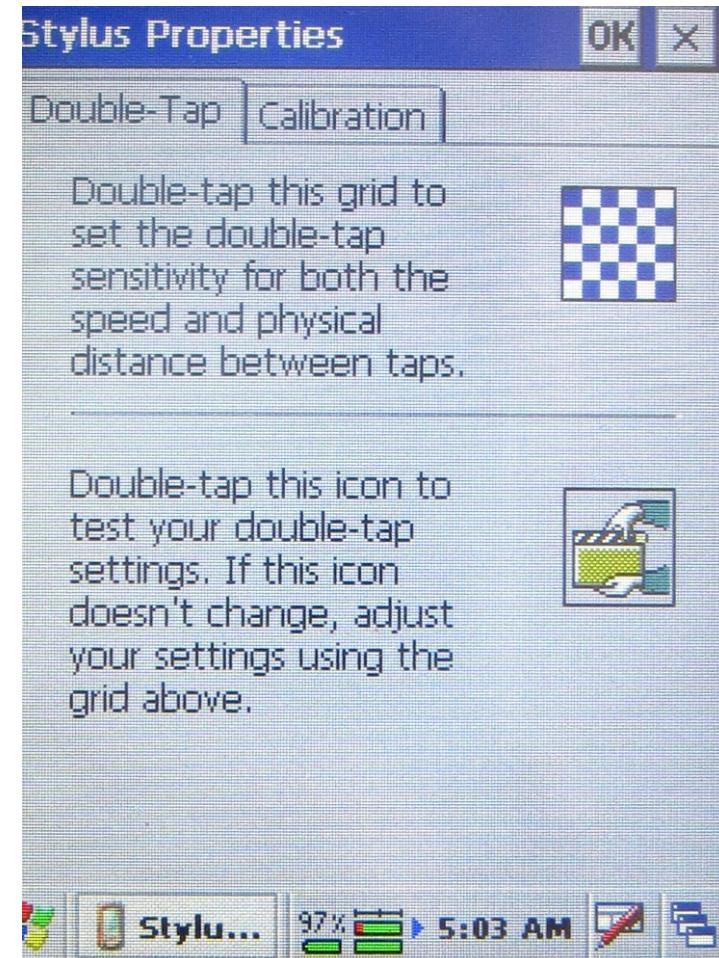 Stylus Properties OK ×
Double-Tap Calibration
Double-tap this grid to
set the double-tap
sensitivity for both the
speed and physical
distance between taps.
Double-tap this icon to
test your double-tap
settings. If this icon
doesn't change, adjust
your settings using the
grid above.
Stylu... 97% 5:03 AM